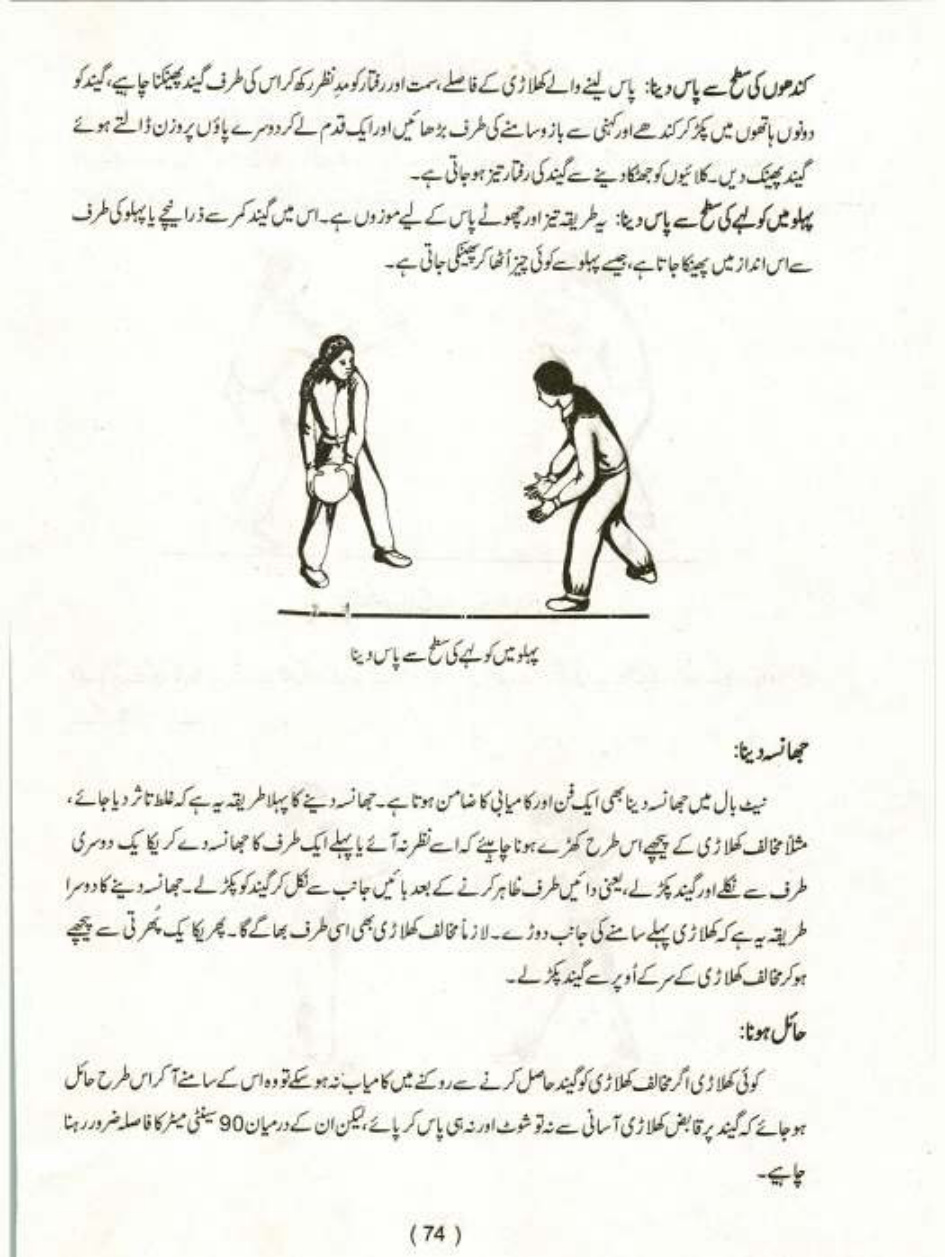 کندھوں کی سطح سے پاس دینا: پاس لینے والے کھلاڑی کے فاصلے، سمت اور رفتار کو مدِ نظر رکھ کر اس کی طرف گیند پھینکنا چاہیے، گیند کو
دونوں ہاتھوں میں پکڑ کر کندھے اور کہنی سے بازو سامنے کی طرف بڑھائیں اور ایک قدم لے کر دوسرے پاؤں پر وزن ڈالتے ہوئے
گیند پھینک دیں۔ کلائیوں کو جھٹکا دینے سے گیند کی رفتار تیز ہو جاتی ہے۔
پہلو میں کولہے کی سطح سے پاس دینا: یہ طریقہ تیز اور چھوٹے پاس کے لیے موزوں ہے۔ اس میں گیند کمر سے ذرا نیچے یا پہلو کی طرف
سے اس انداز میں پھینکا جاتا ہے، جیسے پہلو سے کوئی چیز اُٹھا کر پھینکی جاتی ہے۔
پہلو میں کولہے کی سطح سے پاس دینا
جھانسہ دینا:
نیٹ بال میں جھانسہ دینا بھی ایک فن اور کامیابی کا ضامن ہوتا ہے۔ جھانسہ دینے کا پہلا طریقہ یہ ہے کہ غلط تاثر دیا جائے،
مثلاً مخالف کھلاڑی کے پیچھے اس طرح کھڑے ہونا چاہیئے کہ اسے نظر نہ آئے یا پہلے ایک طرف کا جھانسہ دے کر یکا یک دوسری
طرف سے نکلے اور گیند پکڑ لے، یعنی دائیں طرف ظاہر کرنے کے بعد بائیں جانب سے نکل کر گیند کو پکڑ لے۔ جھانسہ دینے کا دوسرا
طریقہ یہ ہے کہ کھلاڑی پہلے سامنے کی جانب دوڑے۔ لازماً مخالف کھلاڑی بھی اسی طرف بھاگے گا۔ پھر یکا یک پُھرتی سے پیچھے
ہو کر مخالف کھلاڑی کے سر کے اُوپر سے گیند پکڑ لے۔
حائل ہونا:
کوئی کھلاڑی اگر مخالف کھلاڑی کو گیند حاصل کرنے سے روکنے میں کامیاب نہ ہو سکے تو وہ اس کے سامنے آ کر اس طرح حائل
ہو جائے کہ گیند پر قابض کھلاڑی آسانی سے نہ تو شوٹ اور نہ ہی پاس کر پائے، لیکن ان کے درمیان 90 سینٹی میٹر کا فاصلہ ضرور رہنا
چاہیے۔
(74)